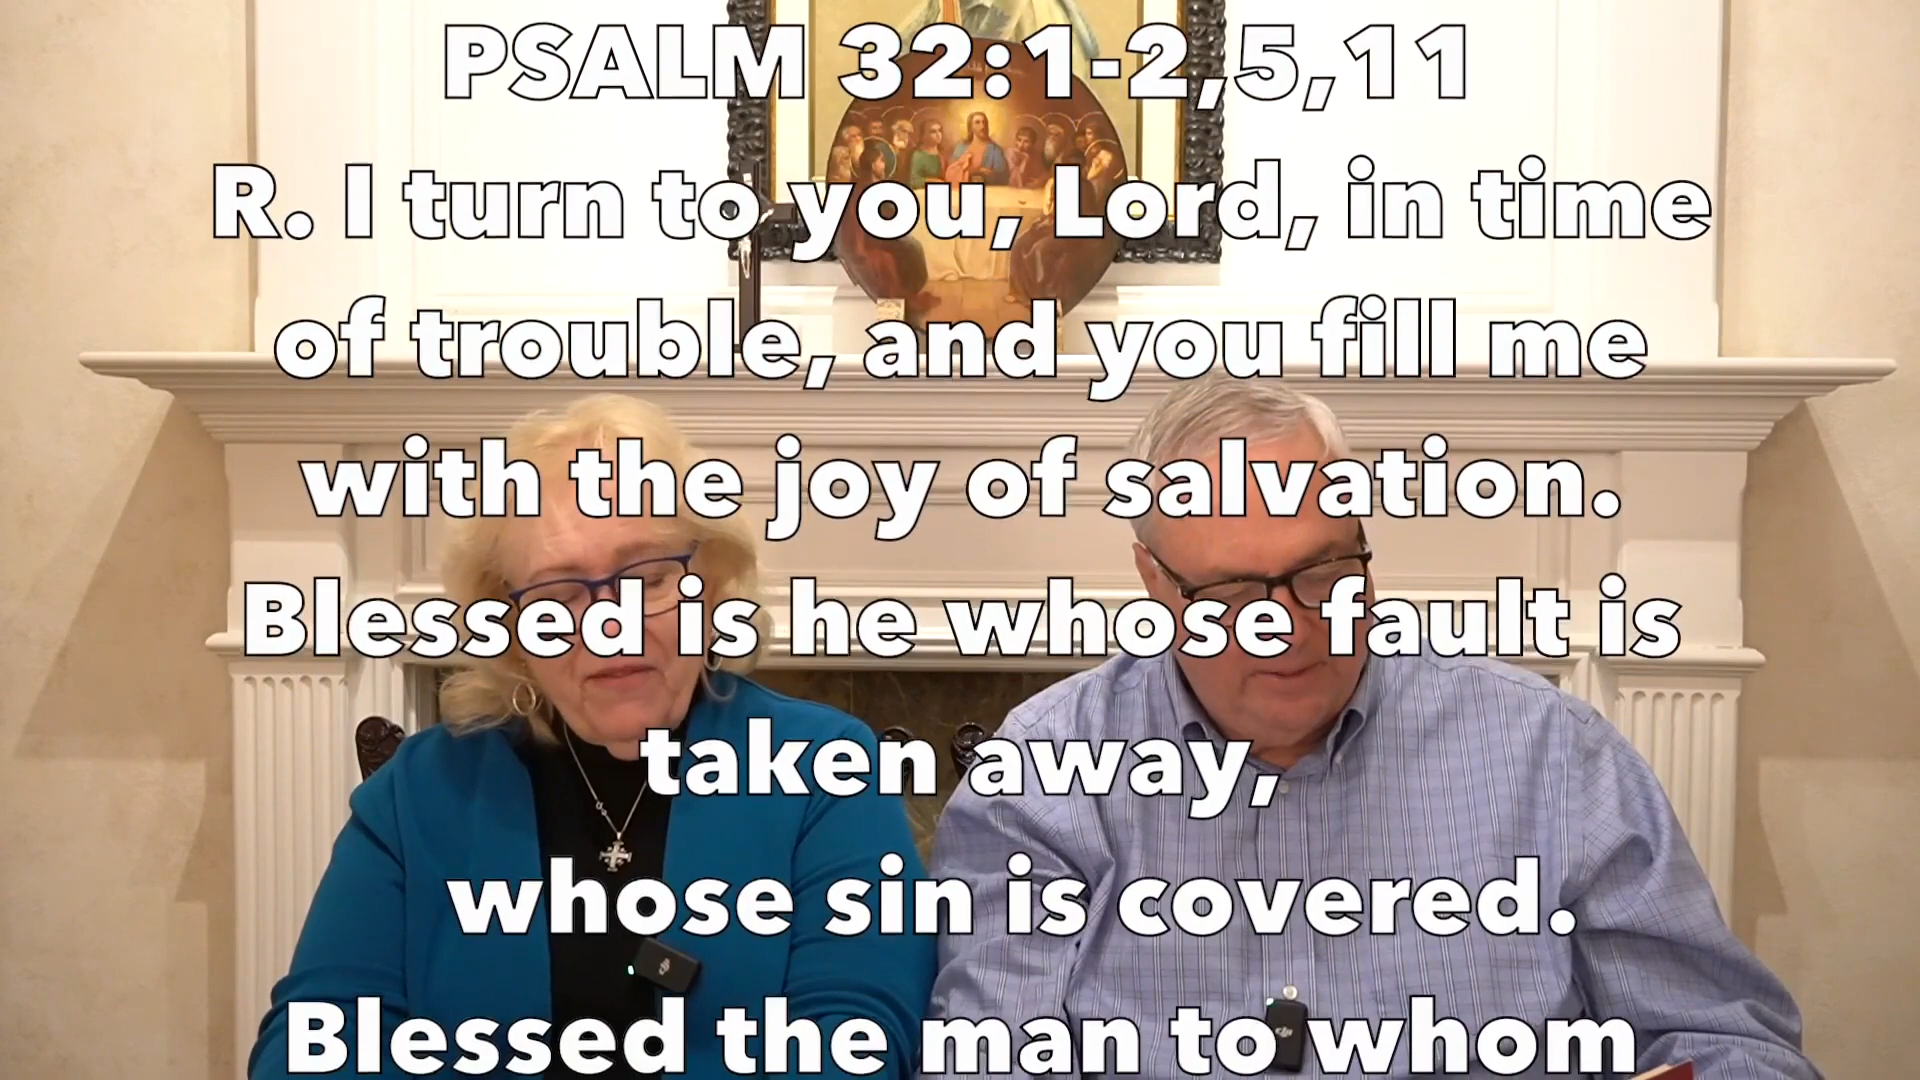 PSALM 32:1-2,5,11
R. I turn to you, Lord, in time
of trouble, and you fill me
with the joy of salvation.
Blessed is he whose fault is
taken away,
whose sin is covered.
Blessed the man to whom